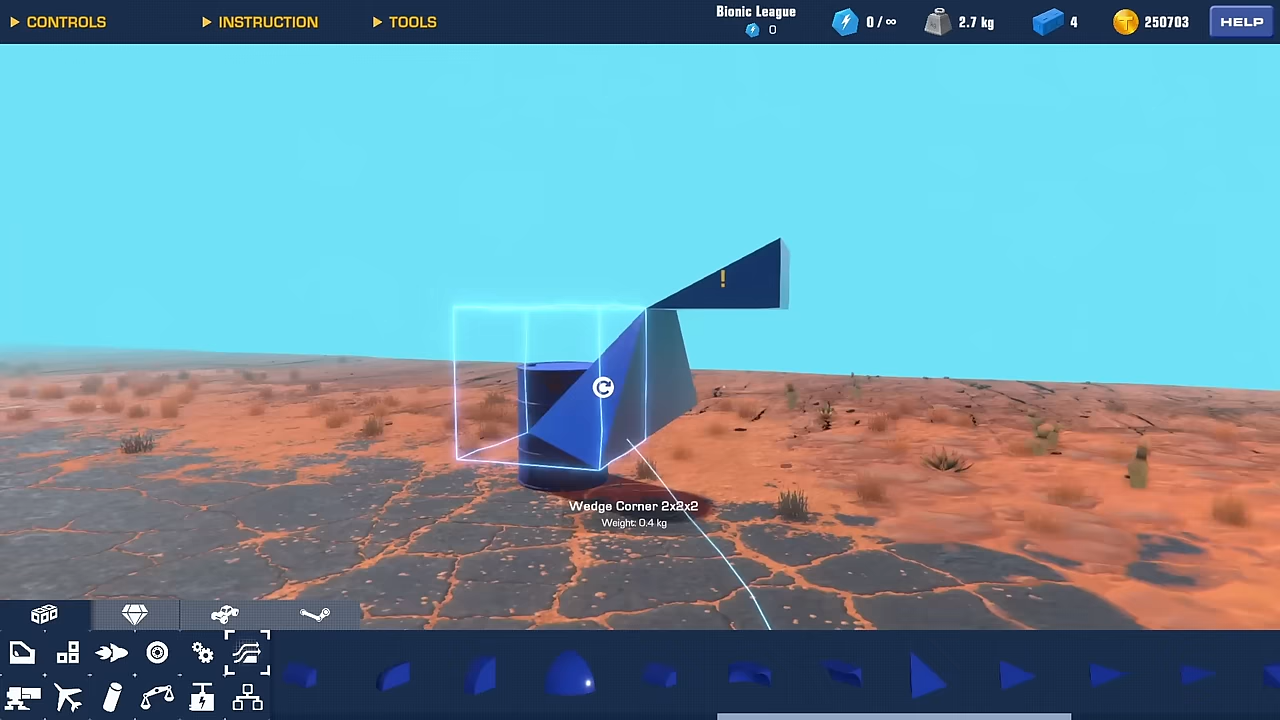 CONTROLS
INSTRUCTION
TOOLS
Bionic League
0
0 / ∞
2.7 kg
4
250703
HELP
!
Wedge Corner 2x2x2
Weight: 0.4 kg